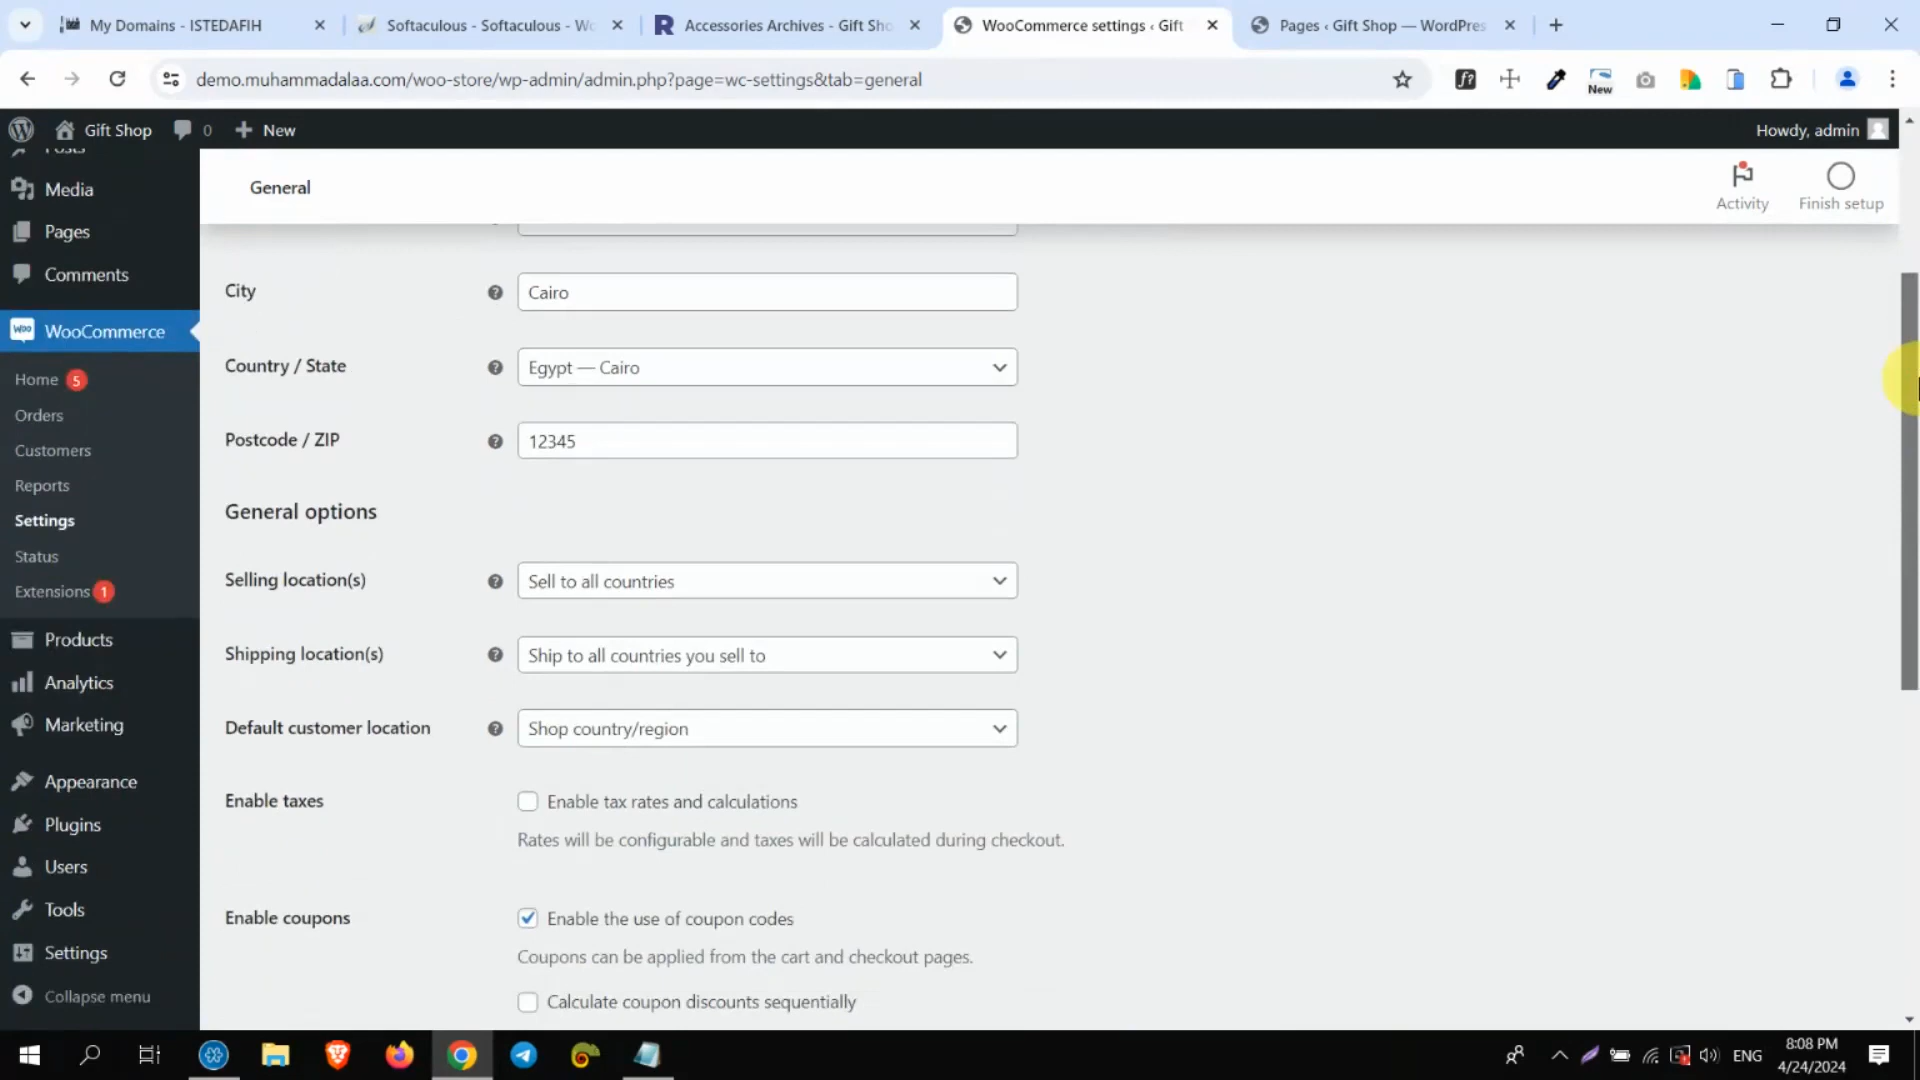 My Domains - ISTEDAFIH
Softaculous - Softaculous - Wo
Accessories Archives - Gift Sho
WooCommerce settings ‹ Gift
Pages ‹ Gift Shop — WordPres
demo.muhammadalaa.com/woo-store/wp-admin/admin.php?page=wc-settings&tab=general
f?
New
Gift Shop
0
New
Howdy, admin
Posts
Media
Pages
Comments
Woo
WooCommerce
Home 5
Orders
Customers
Reports
Settings
Status
Extensions 1
Products
Analytics
Marketing
Appearance
Plugins
Users
Tools
Settings
Collapse menu
General
Activity
Finish setup
City
Cairo
Country / State
Egypt — Cairo
Postcode / ZIP
12345
General options
Selling location(s)
Sell to all countries
Shipping location(s)
Ship to all countries you sell to
Default customer location
Shop country/region
Enable taxes
Enable tax rates and calculations
Rates will be configurable and taxes will be calculated during checkout.
Enable coupons
Enable the use of coupon codes
Coupons can be applied from the cart and checkout pages.
Calculate coupon discounts sequentially
ENG
8:08 PM
4/24/2024